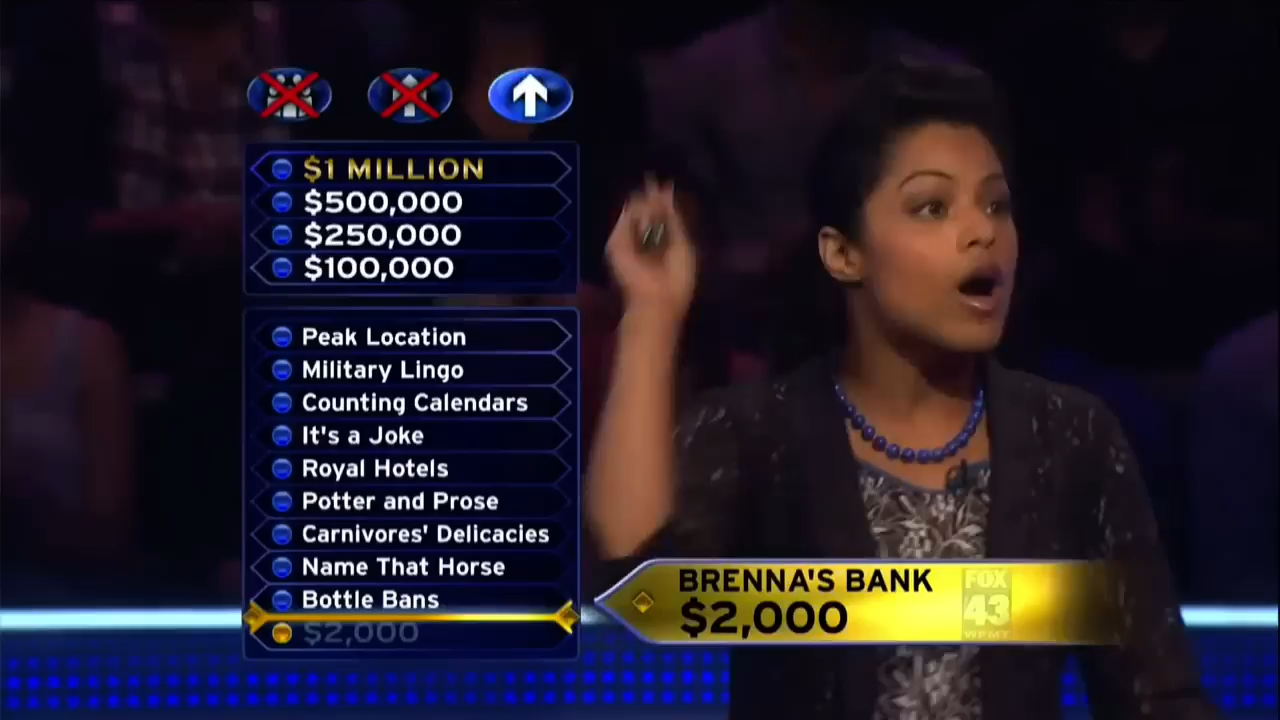 $1 MILLION
$500,000
$250,000
$100,000
Peak Location
Military Lingo
Counting Calendars
It's a Joke
Royal Hotels
Potter and Prose
Carnivores' Delicacies
Name That Horse
Bottle Bans
$2,000
BRENNA'S BANK
$2,000
FOX
43
WPMT